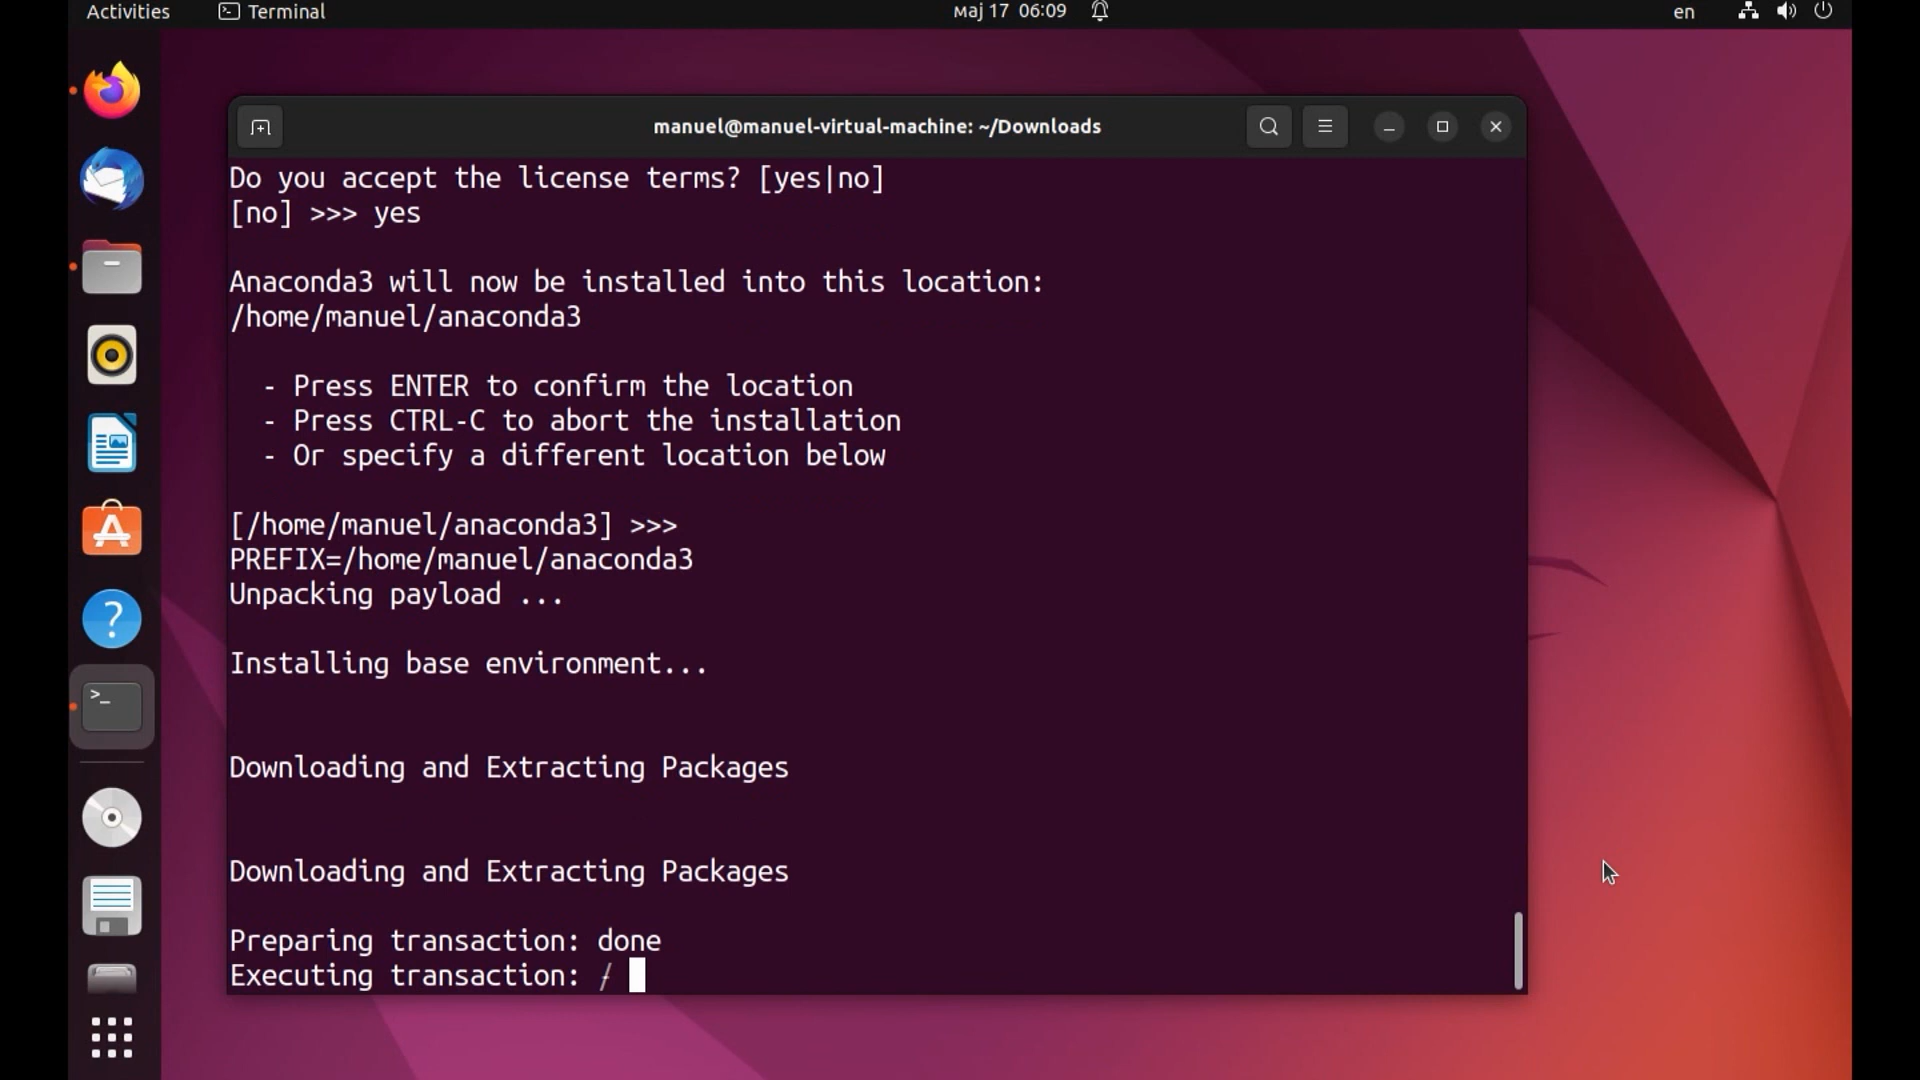 Activities
Terminal
мај 17 06:09
en
manuel@manuel-virtual-machine: ~/Downloads
Do you accept the license terms? [yes|no]
[no] >>> yes
Anaconda3 will now be installed into this location:
/home/manuel/anaconda3
- Press ENTER to confirm the location
- Press CTRL-C to abort the installation
- Or specify a different location below
[/home/manuel/anaconda3] >>>
PREFIX=/home/manuel/anaconda3
Unpacking payload ...
Installing base environment...
Downloading and Extracting Packages
Downloading and Extracting Packages
Preparing transaction: done
Executing transaction: /